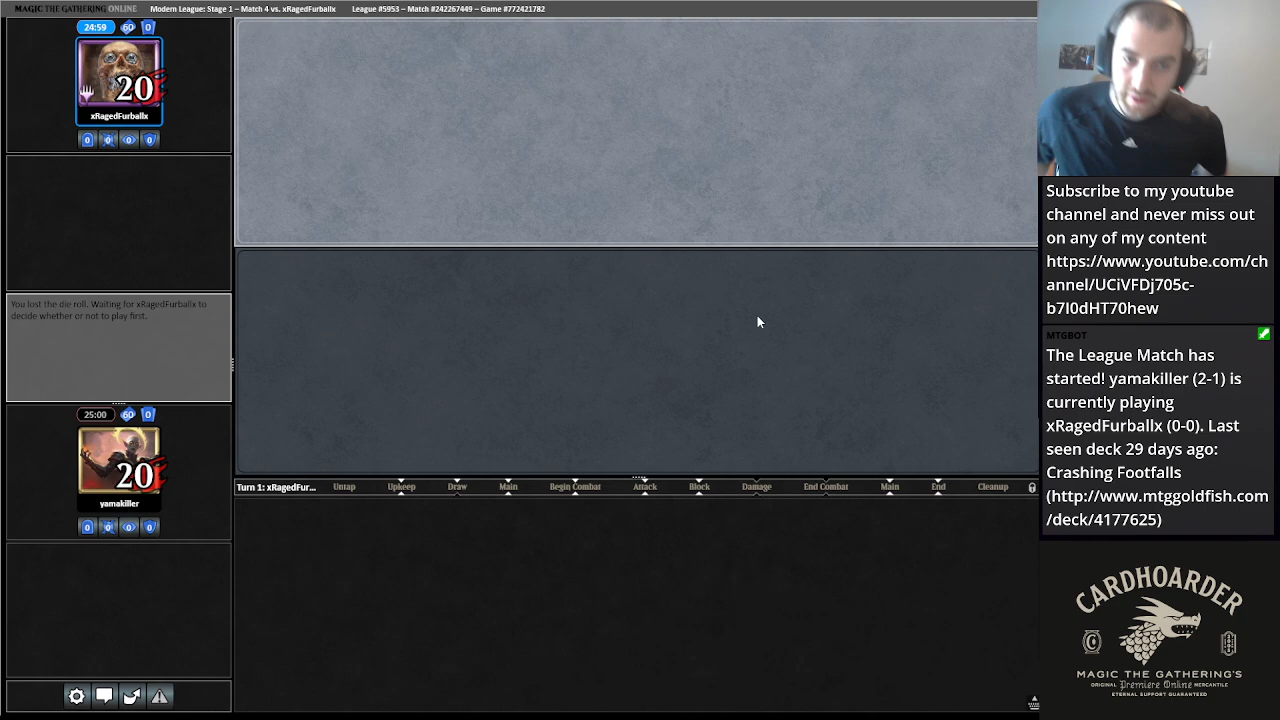 MAGIC THE GATHERING ONLINE Modern League: Stage 1 – Match 4 vs. xRagedFurballx League #5953 – Match #242267449 – Game #772421782
24:59 60 0
20
xRagedFurballx
0 0 0 0
You lost the die roll. Waiting for xRagedFurballx to
decide whether or not to play first.
25:00 60 0
20
yamakiller
0 0 0 0
Turn 1: xRagedFur... Untap Upkeep Draw Main Begin Combat Attack Block Damage End Combat Main End Cleanup
Subscribe to my youtube
channel and never miss out
on any of my content
https://www.youtube.com/ch
annel/UCiVFDj705c-
b7I0dHT70hew
MTGBOT
The League Match has
started! yamakiller (2-1) is
currently playing
xRagedFurballx (0-0). Last
seen deck 29 days ago:
Crashing Footfalls
(http://www.mtggoldfish.com
/deck/4177625)
CARDHOARDER
MAGIC THE GATHERING'S
ORIGINAL Premiere Online MERCANTILE
ETERNAL SUPPORT GUARANTEED